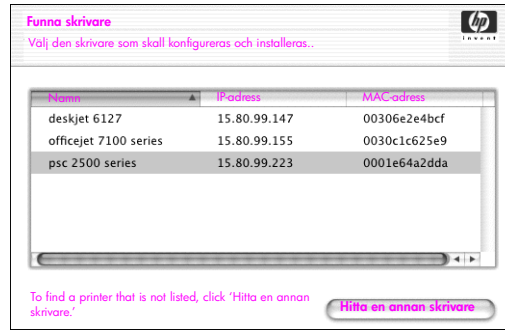 Funna skrivare
Välj den skrivare som skall konfigureras och installeras..
hp
invent
Namn IP-adress MAC-adress
deskjet 6127 15.80.99.147 00306e2e4bcf
officejet 7100 series 15.80.99.155 0030c1c625e9
psc 2500 series 15.80.99.223 0001e64a2dda
To find a printer that is not listed, click 'Hitta en annan
skrivare.'
Hitta en annan skrivare